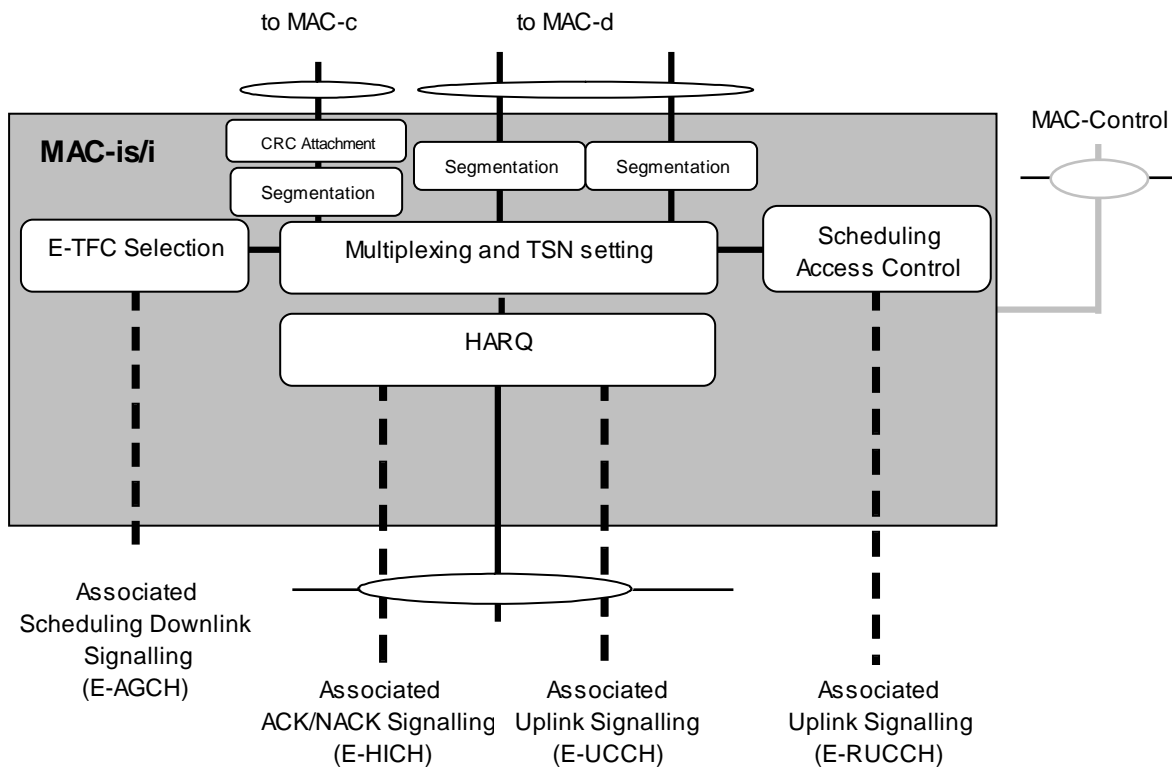 to MAC-c
to MAC-d
MAC-Control
MAC-is/i
CRC Attachment
Segmentation
Segmentation
Segmentation
E-TFC Selection
Multiplexing and TSN setting
Scheduling
Access Control
HARQ
Associated
Scheduling Downlink
Signalling
(E-AGCH)
Associated
ACK/NACK Signalling
(E-HICH)
Associated
Uplink Signalling
(E-UCCH)
Associated
Uplink Signalling
(E-RUCCH)